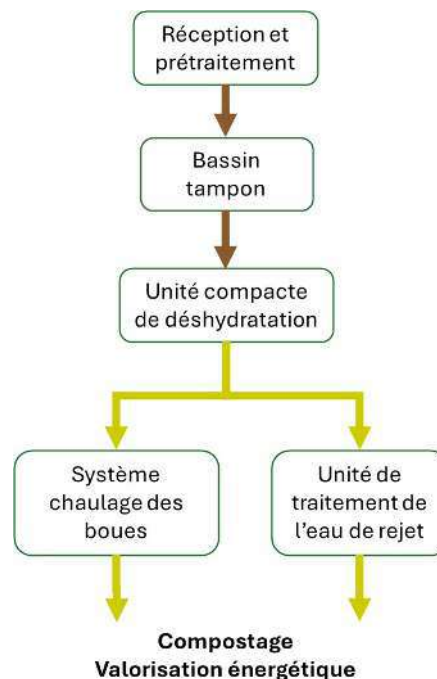 Réception et
prétraitement
Bassin
tampon
Unité compacte
de déshydratation
Système
chaulage des
boues
Unité de
traitement de
l'eau de rejet
Compostage
Valorisation énergétique